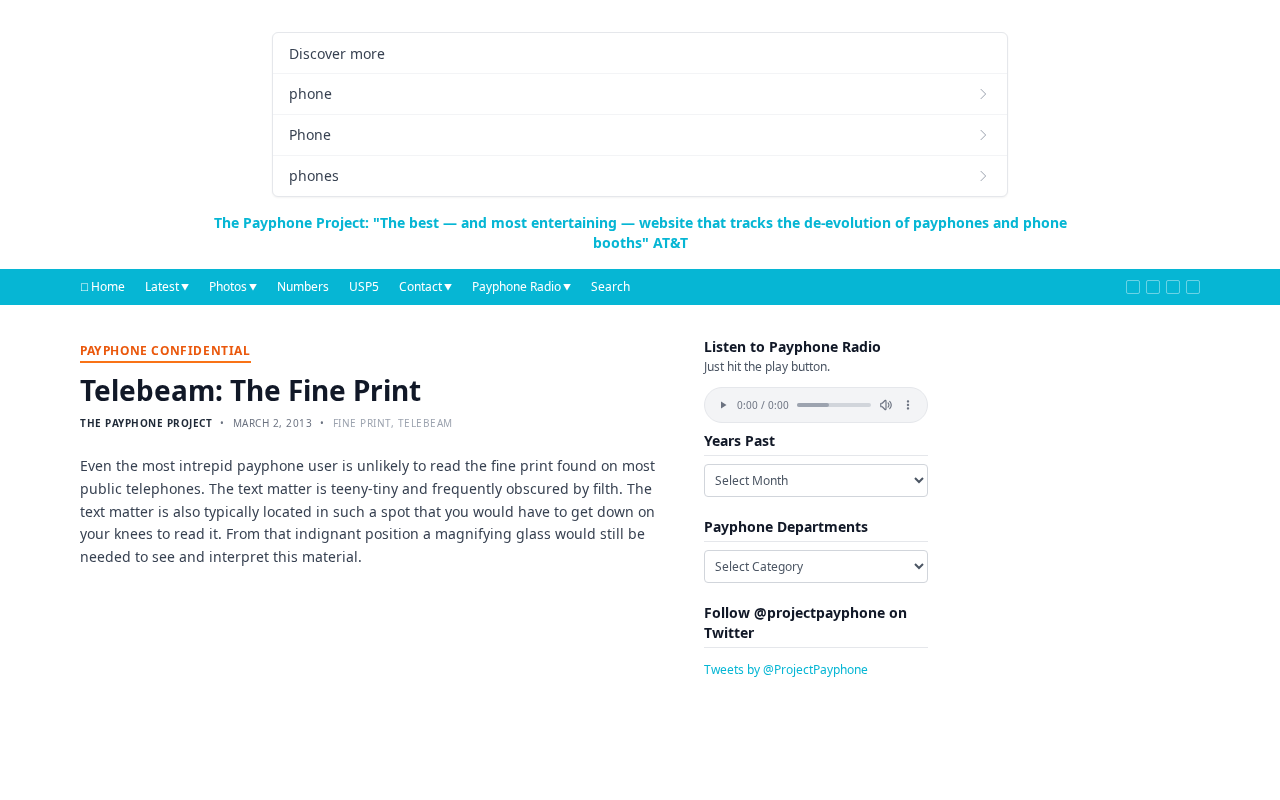 Discover more
phone
Phone
phones
The Payphone Project: "The best — and most entertaining — website that tracks the de-evolution of payphones and phone
booths" AT&T
Home Latest Photos Numbers USP5 Contact Payphone Radio Search
PAYPHONE CONFIDENTIAL
Telebeam: The Fine Print
THE PAYPHONE PROJECT • MARCH 2, 2013 • FINE PRINT, TELEBEAM
Even the most intrepid payphone user is unlikely to read the fine print found on most
public telephones. The text matter is teeny-tiny and frequently obscured by filth. The
text matter is also typically located in such a spot that you would have to get down on
your knees to read it. From that indignant position a magnifying glass would still be
needed to see and interpret this material.
Listen to Payphone Radio
Just hit the play button.
0:00 / 0:00
Years Past
Select Month
Payphone Departments
Select Category
Follow @projectpayphone on
Twitter
Tweets by @ProjectPayphone